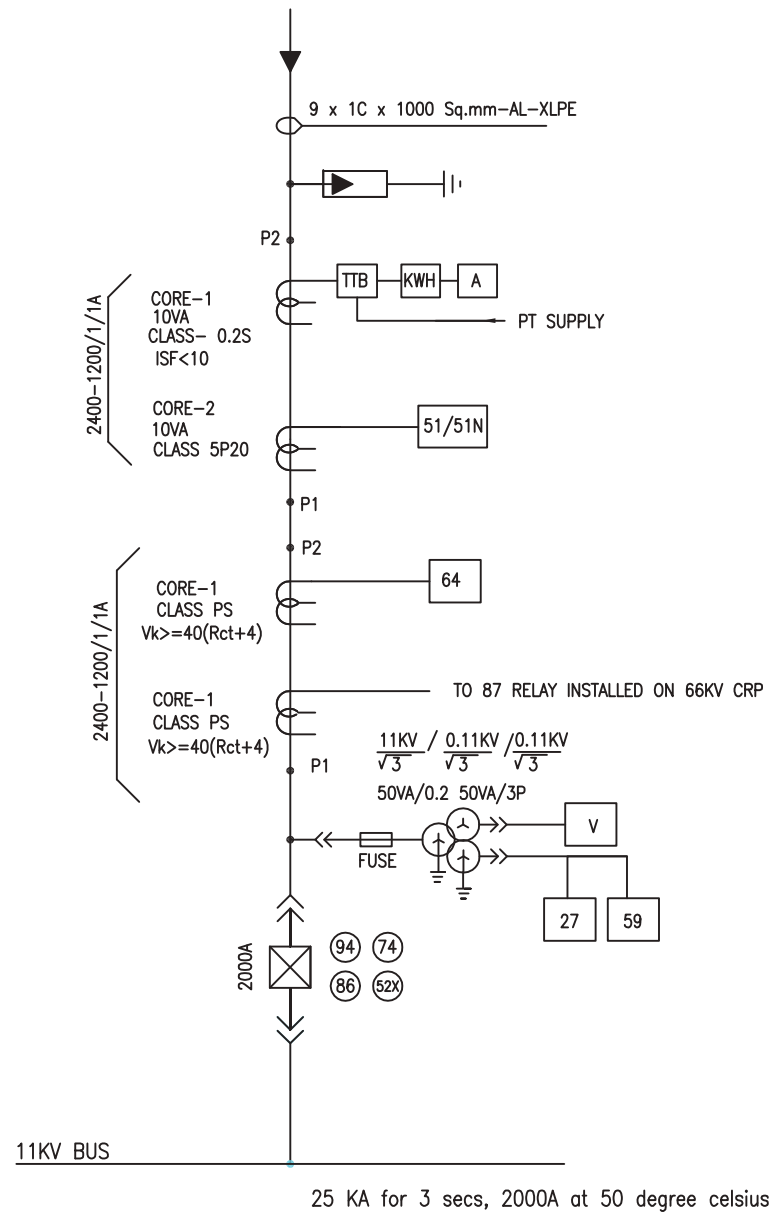 9 x 1C x 1000 Sq.mm-AL-XLPE
P2
TTB
KWH
A
PT SUPPLY
2400-1200/1/1A
CORE-1
10VA
CLASS- 0.2S
ISF<10
CORE-2
10VA
CLASS 5P20
51/51N
P1
P2
2400-1200/1/1A
CORE-1
CLASS PS
Vk>=40(Rct+4)
64
CORE-1
CLASS PS
Vk>=40(Rct+4)
TO 87 RELAY INSTALLED ON 66KV CRP
P1
11KV / 0.11KV / 0.11KV
√3 √3 √3
50VA/0.2 50VA/3P
FUSE
V
27
59
2000A
94
74
86
52X
11KV BUS
25 KA for 3 secs, 2000A at 50 degree celsius